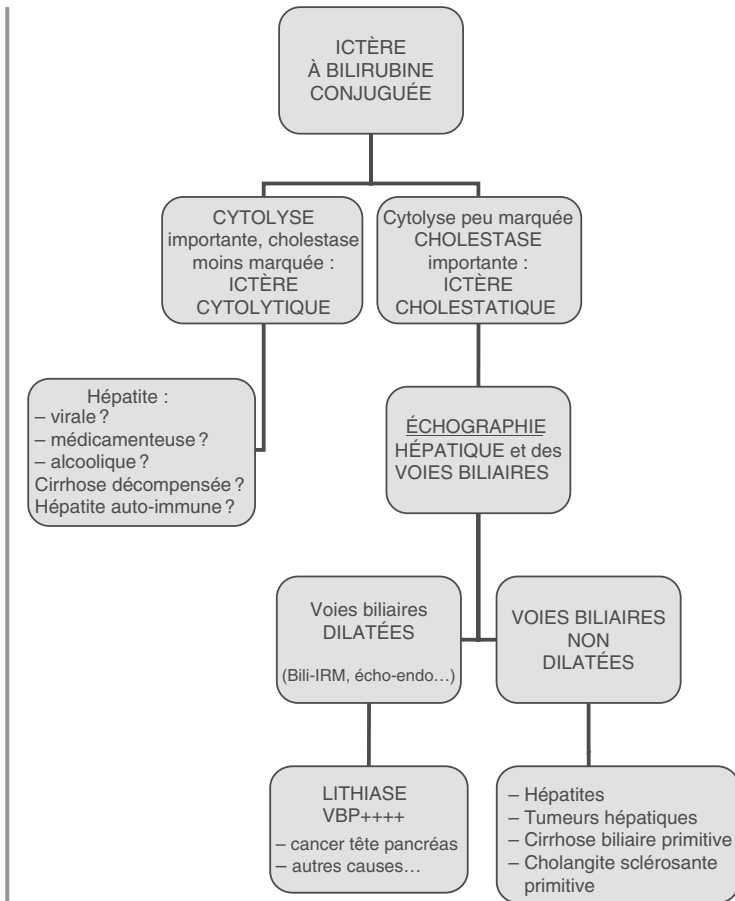 ICTÈRE
À BILIRUBINE
CONJUGUÉE
CYTOLYSE
importante, cholestase
moins marquée :
ICTÈRE
CYTOLYTIQUE
Cytolyse peu marquée
CHOLESTASE
importante :
ICTÈRE
CHOLESTATIQUE
Hépatite :
– virale ?
– médicamenteuse ?
– alcoolique ?
Cirrhose décompensée ?
Hépatite auto-immune ?
ÉCHOGRAPHIE
HÉPATIQUE et des
VOIES BILIAIRES
Voies biliaires
DILATÉES
(Bili-IRM, écho-endo…)
VOIES BILIAIRES
NON
DILATÉES
LITHIASE
VBP++++
– cancer tête pancréas
– autres causes…
– Hépatites
– Tumeurs hépatiques
– Cirrhose biliaire primitive
– Cholangite sclérosante
primitive